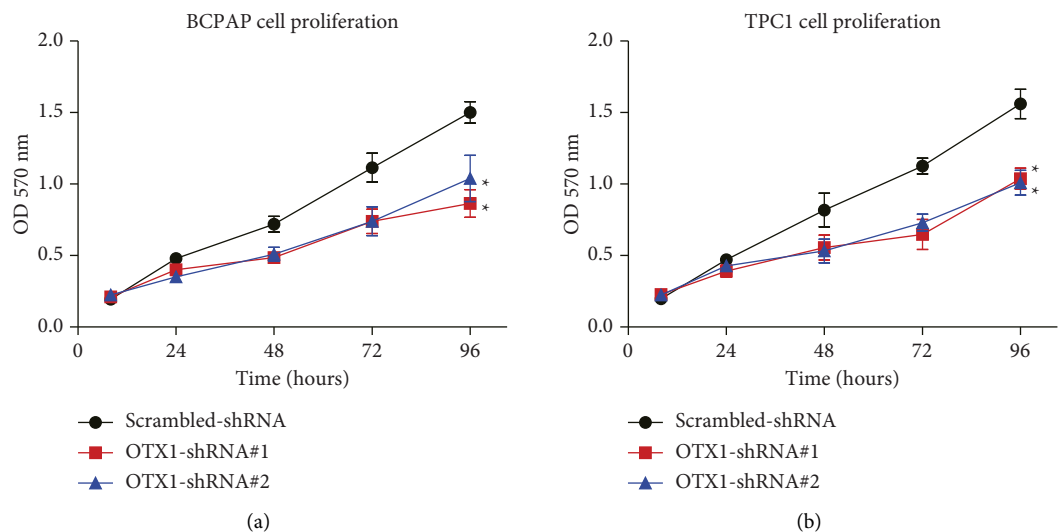 BCPAP cell proliferation
2.0
1.5
1.0
0.5
0.0
OD 570 nm
*
*
0
24
48
72
96
Time (hours)
Scrambled-shRNA
OTX1-shRNA#1
OTX1-shRNA#2
(a)
TPC1 cell proliferation
2.0
1.5
1.0
0.5
0.0
OD 570 nm
*
*
0
24
48
72
96
Time (hours)
Scrambled-shRNA
OTX1-shRNA#1
OTX1-shRNA#2
(b)